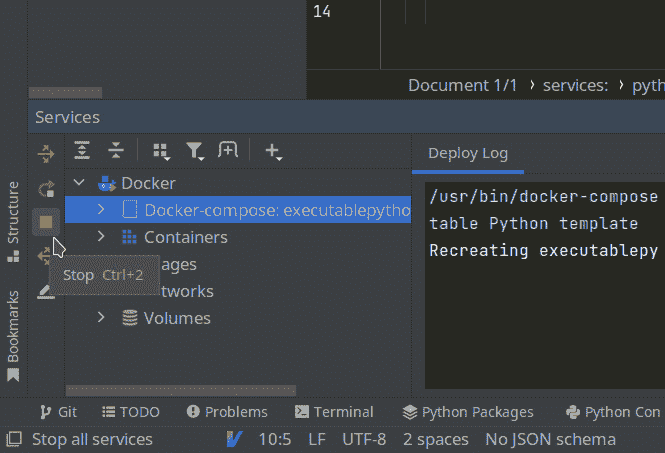 14
Document 1/1 › services: › pyth
Services
Structure
Bookmarks
Deploy Log
Docker
Docker-compose: executablepytho
Containers
ages
tworks
Volumes
Stop Ctrl+2
/usr/bin/docker-compose
table Python template
Recreating executablepy
Git TODO Problems Terminal Python Packages Python Con
Stop all services 10:5 LF UTF-8 2 spaces No JSON schema